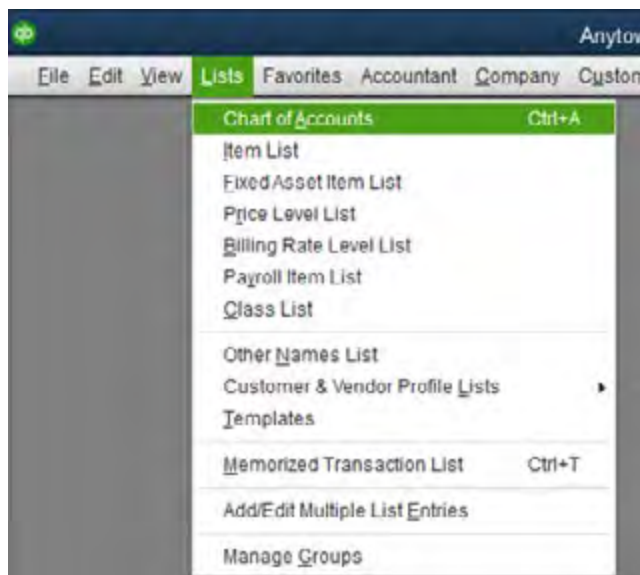 qb
Anytow
File Edit View Lists Favorites Accountant Company Custom
Chart of Accounts Ctrl+A
Item List
Fixed Asset Item List
Price Level List
Billing Rate Level List
Payroll Item List
Class List
Other Names List
Customer & Vendor Profile Lists
Templates
Memorized Transaction List Ctrl+T
Add/Edit Multiple List Entries
Manage Groups